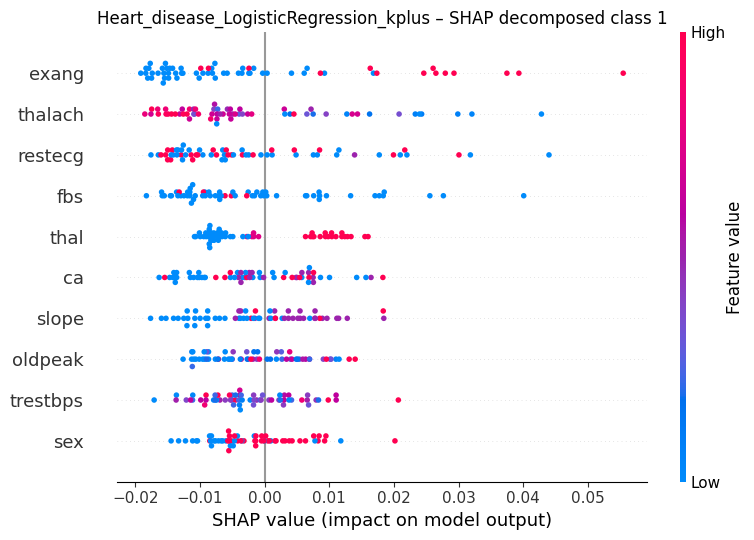 Heart_disease_LogisticRegression_kplus – SHAP decomposed class 1
High
exang
thalach
restecg
fbs
thal
ca
slope
oldpeak
trestbps
sex
Feature value
Low
−0.02 −0.01 0.00 0.01 0.02 0.03 0.04 0.05
SHAP value (impact on model output)